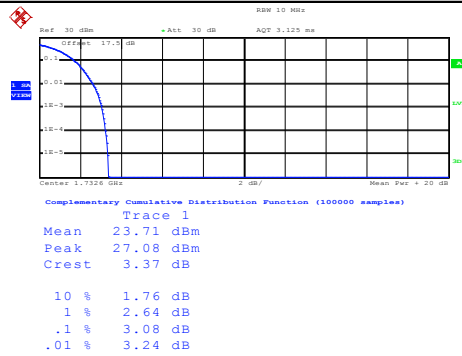 RBW 10 MHz
Ref 30 dBm Att 30 dB AQT 3.125 ms
Offset 17.5 dB
0.1
0.01
1E-3
1E-4
1E-5
1 SA
VIEW
A
LV
3D
Center 1.7326 GHz 2 dB/ Mean Pwr + 20 dB
Complementary Cumulative Distribution Function (100000 samples)
Trace 1
Mean 23.71 dBm
Peak 27.08 dBm
Crest 3.37 dB
10 % 1.76 dB
1 % 2.64 dB
.1 % 3.08 dB
.01 % 3.24 dB